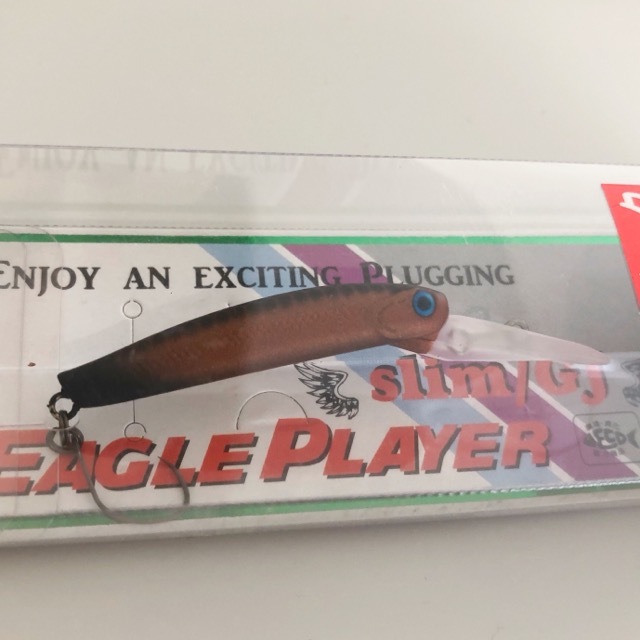 ENJOY AN EXCITING PLUGGING
slim/GJ
EAGLE PLAYER